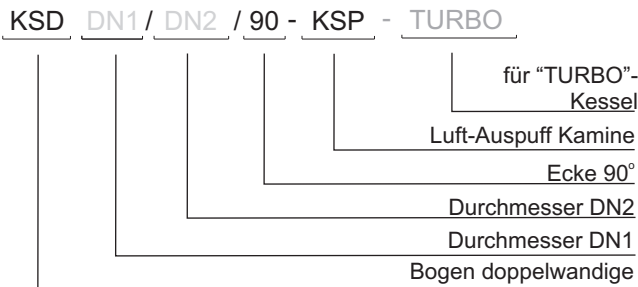 KSD DN1 / DN2 / 90 - KSP - TURBO
für “TURBO”-
Kessel
Luft-Auspuff Kamine
Ecke 90°
Durchmesser DN2
Durchmesser DN1
Bogen doppelwandige